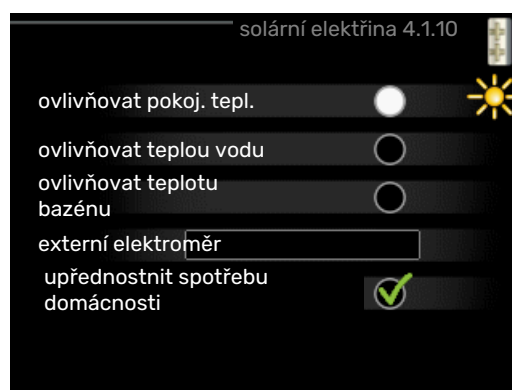 solární elektřina 4.1.10
ovlivňovat pokoj. tepl.
ovlivňovat teplou vodu
ovlivňovat teplotu
bazénu
externí elektroměr
upřednostnit spotřebu
domácnosti